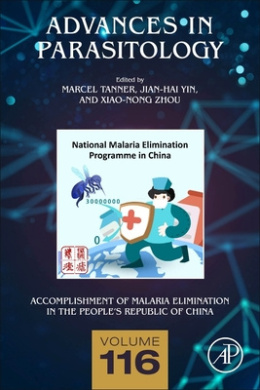 ADVANCES IN
PARASITOLOGY
Edited by
MARCEL TANNER, JIAN-HAI YIN,
AND XIAO-NONG ZHOU
National Malaria Elimination
Programme in China
30000000
ACCOMPLISHMENT OF MALARIA ELIMINATION
IN THE PEOPLE'S REPUBLIC OF CHINA
VOLUME
116
AP